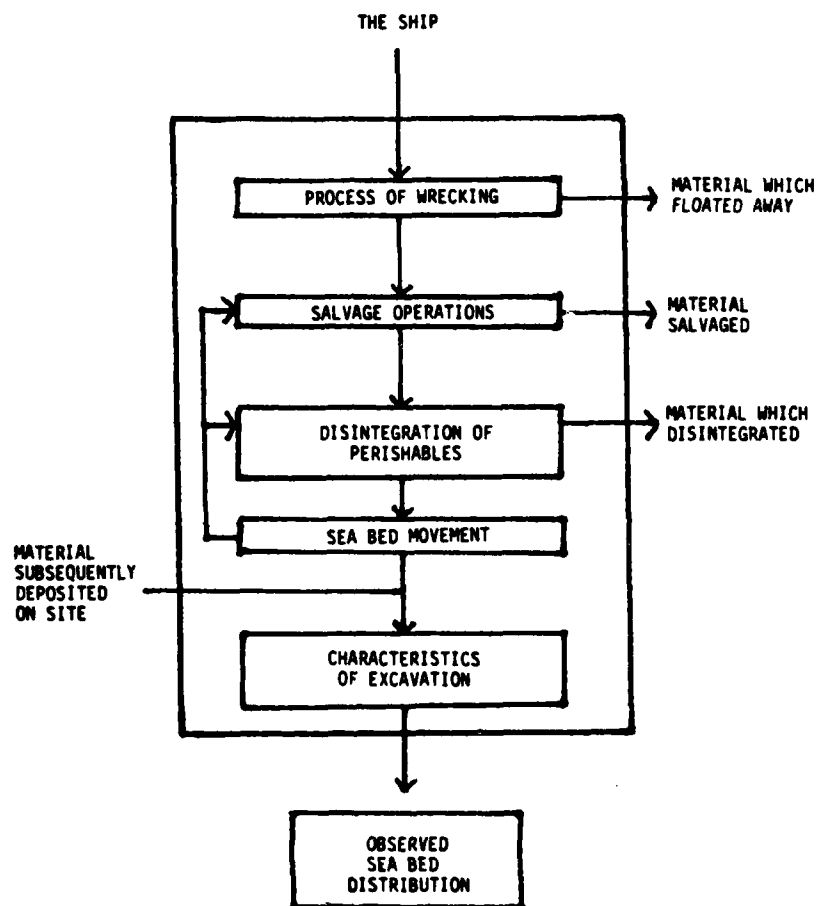 THE SHIP
PROCESS OF WRECKING
MATERIAL WHICH
FLOATED AWAY
SALVAGE OPERATIONS
MATERIAL
SALVAGED
DISINTEGRATION OF
PERISHABLES
MATERIAL WHICH
DISINTEGRATED
SEA BED MOVEMENT
MATERIAL
SUBSEQUENTLY
DEPOSITED
ON SITE
CHARACTERISTICS
OF EXCAVATION
OBSERVED
SEA BED
DISTRIBUTION